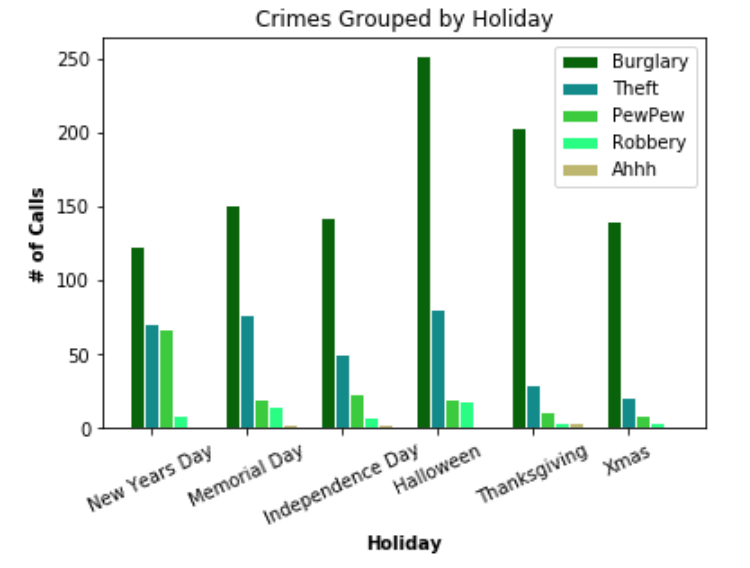 Crimes Grouped by Holiday
250
200
150
100
50
0
# of Calls
Burglary
Theft
PewPew
Robbery
Ahhh
New Years Day
Memorial Day
Independence Day
Halloween
Thanksgiving
Xmas
Holiday